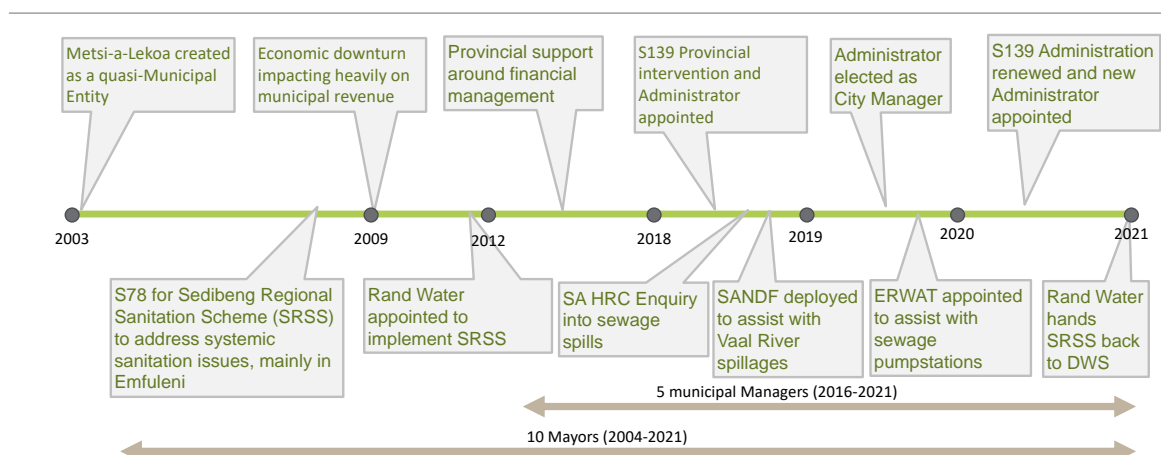 Metsi-a-Lekoa created
as a quasi-Municipal
Entity
Economic downturn
impacting heavily on
municipal revenue
Provincial support
around financial
management
S139 Provincial
intervention and
Administrator
appointed
Administrator
elected as
City Manager
S139 Administration
renewed and new
Administrator
appointed
2003
2009
2012
2018
2019
2020
2021
S78 for Sedibeng Regional
Sanitation Scheme (SRSS)
to address systemic
sanitation issues, mainly in
Emfuleni
Rand Water
appointed to
implement SRSS
SA HRC Enquiry
into sewage
spills
SANDF deployed
to assist with
Vaal River
spillages
ERWAT appointed
to assist with
sewage
pumpstations
Rand Water
hands
SRSS back
to DWS
5 municipal Managers (2016-2021)
10 Mayors (2004-2021)